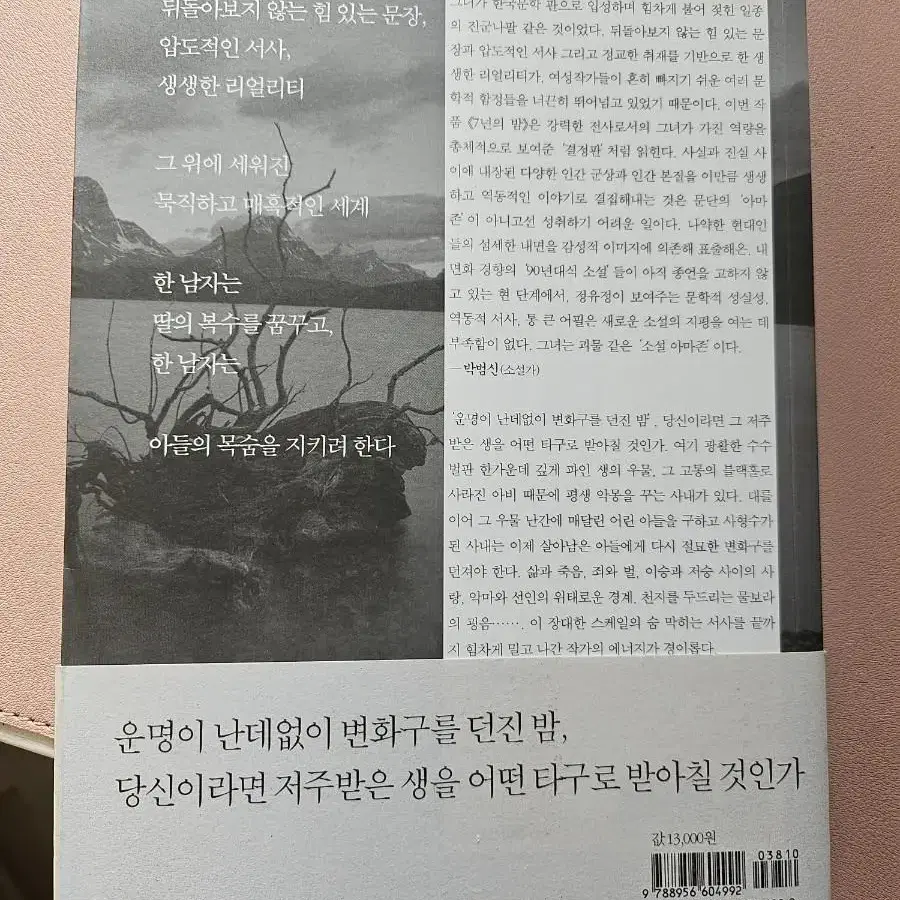 뒤돌아보지 않는 힘 있는 문장,
압도적인 서사,
생생한 리얼리티
그 위에 세워진
묵직하고 매혹적인 세계
한 남자는
딸의 복수를 꿈꾸고,
한 남자는
아들의 목숨을 지키려 한다
그녀가 한국문학 판으로 입성하며 힘차게 불어 젖힌 일종
의 진군나팔 같은 것이었다. 뒤돌아보지 않는 힘 있는 문
장과 압도적인 서사 그리고 정교한 취재를 기반으로 한 생
생한 리얼리티가, 여성작가들이 흔히 빠지기 쉬운 여러 문
학적 함정들을 너끈히 뛰어넘고 있었기 때문이다. 이번 작
품 《7년의 밤》은 강력한 전사로서의 그녀가 가진 역량을
총체적으로 보여준 '결정판'처럼 읽힌다. 사실과 진실 사
이에 내장된 다양한 인간 군상과 인간 본질을 이만큼 생생
하고 역동적인 이야기로 결집해내는 것은 문단의 '아마
존'이 아니고선 성취하기 어려운 일이다. 나약한 현대인
들의 섬세한 내면을 감성적 이미지에 의존해 표출해온, 내
면화 경향의 '90년대식 소설'들이 아직 종언을 고하지 않
고 있는 현 단계에서, 정유정이 보여주는 문학적 성실성,
역동적 서사, 통 큰 어필은 새로운 소설의 지평을 여는 데
부족함이 없다. 그녀는 괴물 같은 '소설 아마존'이다.
—박범신(소설가)
'운명이 난데없이 변화구를 던진 밤', 당신이라면 그 저주
받은 생을 어떤 타구로 받아칠 것인가. 여기 광활한 수수
벌판 한가운데 깊게 파인 생의 우물, 그 고통의 블랙홀로
사라진 아비 때문에 평생 악몽을 꾸는 사내가 있다. 대를
이어 그 우물 난간에 매달린 어린 아들을 구하고 사형수가
된 사내는 이제 살아남은 아들에게 다시 절묘한 변화구를
던져야 한다. 삶과 죽음, 죄와 벌, 이승과 저승 사이의 사
랑, 악마와 선인의 위태로운 경계, 천지를 두드리는 물보라
의 굉음……. 이 장대한 스케일의 숨 막히는 서사를 끝까
지 힘차게 밀고 나간 작가의 에너지가 경이롭다.
운명이 난데없이 변화구를 던진 밤,
당신이라면 저주받은 생을 어떤 타구로 받아칠 것인가
값 13,000원
03810
9 788956 604992